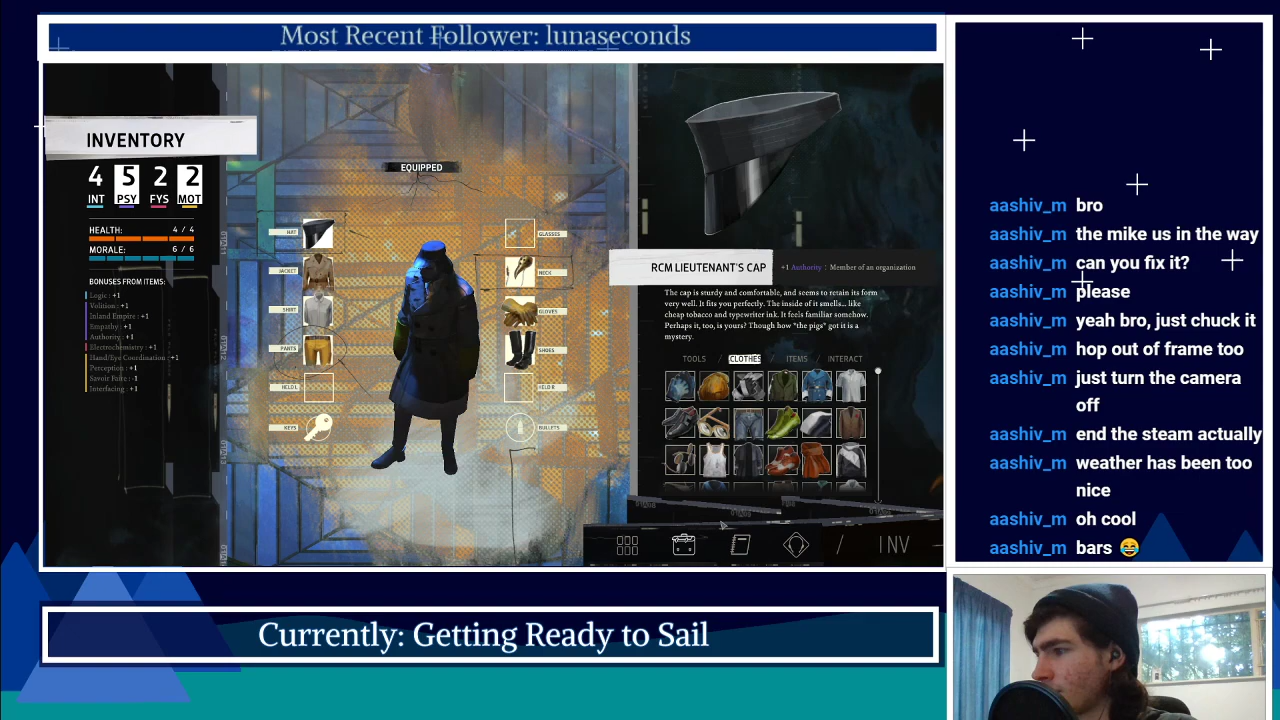 Most Recent Follower: lunaseconds
INVENTORY
4 5 2 2
INT PSY FYS MOT
HEALTH: 4 / 4
MORALE: 6 / 6
BONUSES FROM ITEMS:
Logic: +1
Volition: +1
Inland Empire: +1
Empathy: +1
Authority: +1
Electrochemistry: +1
Hand/Eye Coordination: +1
Perception: +1
Savoir Faire: -1
Interfacing: +1
EQUIPPED
HAT
GLASSES
JACKET
NECK
SHIRT
GLOVES
PANTS
SHOES
HELD L
HELD R
KEYS
BULLETS
RCM LIEUTENANT'S CAP
+1 Authority: Member of an organization
The cap is sturdy and comfortable, and seems to retain its form
very well. It fits you perfectly. The inside of it smells... like
cheap tobacco and typewriter ink. It feels familiar somehow.
Perhaps it, too, is yours? Though how "the pigs" got it is a
mystery.
TOOLS / CLOTHES / ITEMS / INTERACT
/ INV
Currently: Getting Ready to Sail
aashiv_m bro
aashiv_m the mike us in the way
aashiv_m can you fix it?
aashiv_m please
aashiv_m yeah bro, just chuck it
aashiv_m hop out of frame too
aashiv_m just turn the camera
off
aashiv_m end the steam actually
aashiv_m weather has been too
nice
aashiv_m oh cool
aashiv_m bars 😂